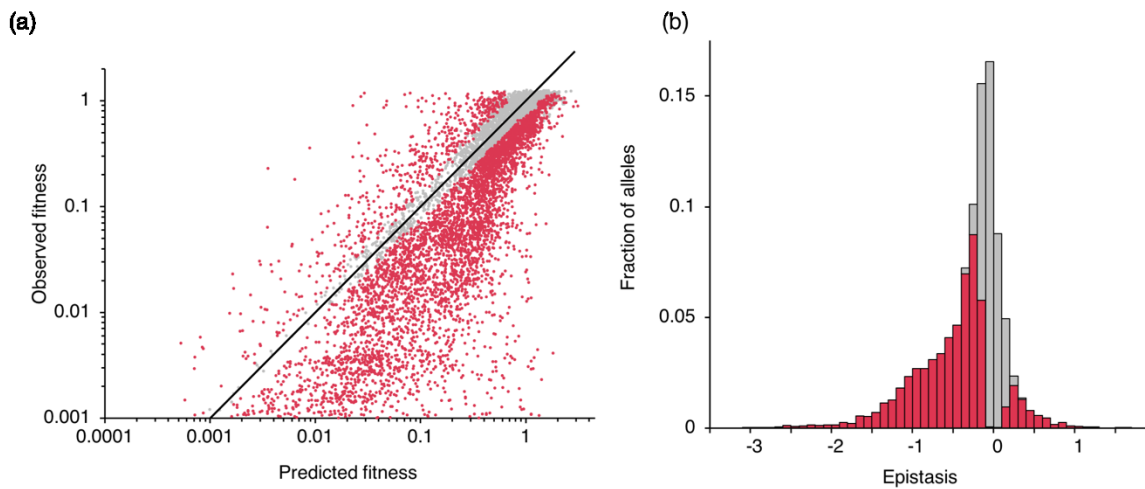 (a)
Observed fitness
1
0.1
0.01
0.001
0.0001 0.001 0.01 0.1 1
Predicted fitness
(b)
Fraction of alleles
0.15
0.1
0.05
0
-3 -2 -1 0 1
Epistasis